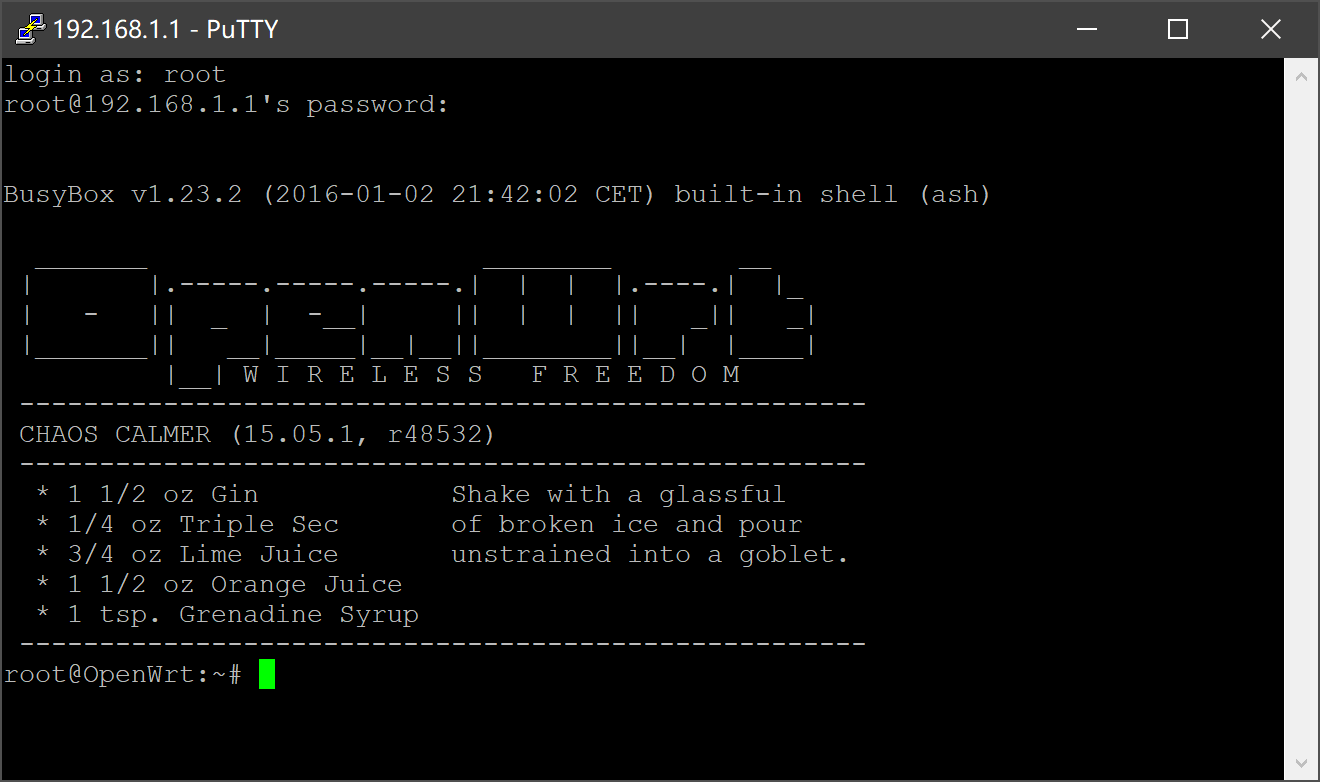 192.168.1.1 - PuTTY
login as: root
root@192.168.1.1's password:
BusyBox v1.23.2 (2016-01-02 21:42:02 CET) built-in shell (ash)
  _______                     ________        __
 |       |.-----.-----.-----.|  |  |  |.----.|  |_
 |   -   ||  _  |  -__|     ||  |  |  ||   _||   _|
 |_______||   __|_____|__|__||________||__|  |____|
          |__| W I R E L E S S   F R E E D O M
 -----------------------------------------------------
 CHAOS CALMER (15.05.1, r48532)
 -----------------------------------------------------
  * 1 1/2 oz Gin            Shake with a glassful
  * 1/4 oz Triple Sec       of broken ice and pour
  * 3/4 oz Lime Juice       unstrained into a goblet.
  * 1 1/2 oz Orange Juice
  * 1 tsp. Grenadine Syrup
 -----------------------------------------------------
root@OpenWrt:~#